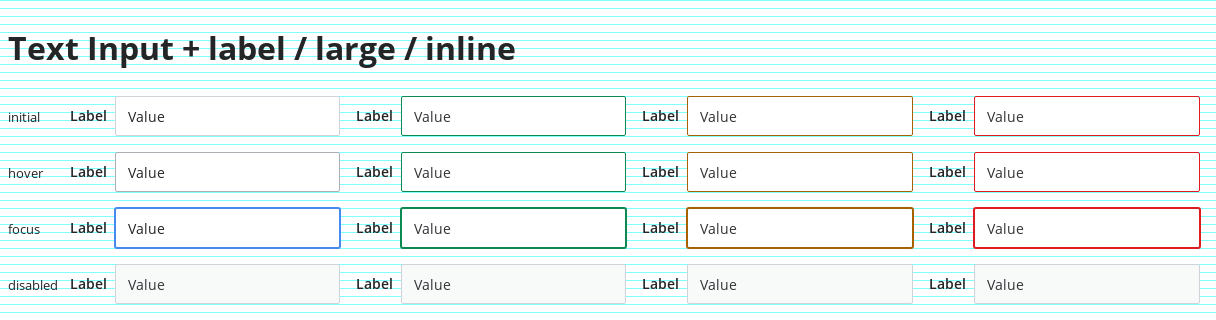 Text Input + label / large / inline
initial Label Value Label Value Label Value Label Value
hover Label Value Label Value Label Value Label Value
focus Label Value Label Value Label Value Label Value
disabled Label Value Label Value Label Value Label Value